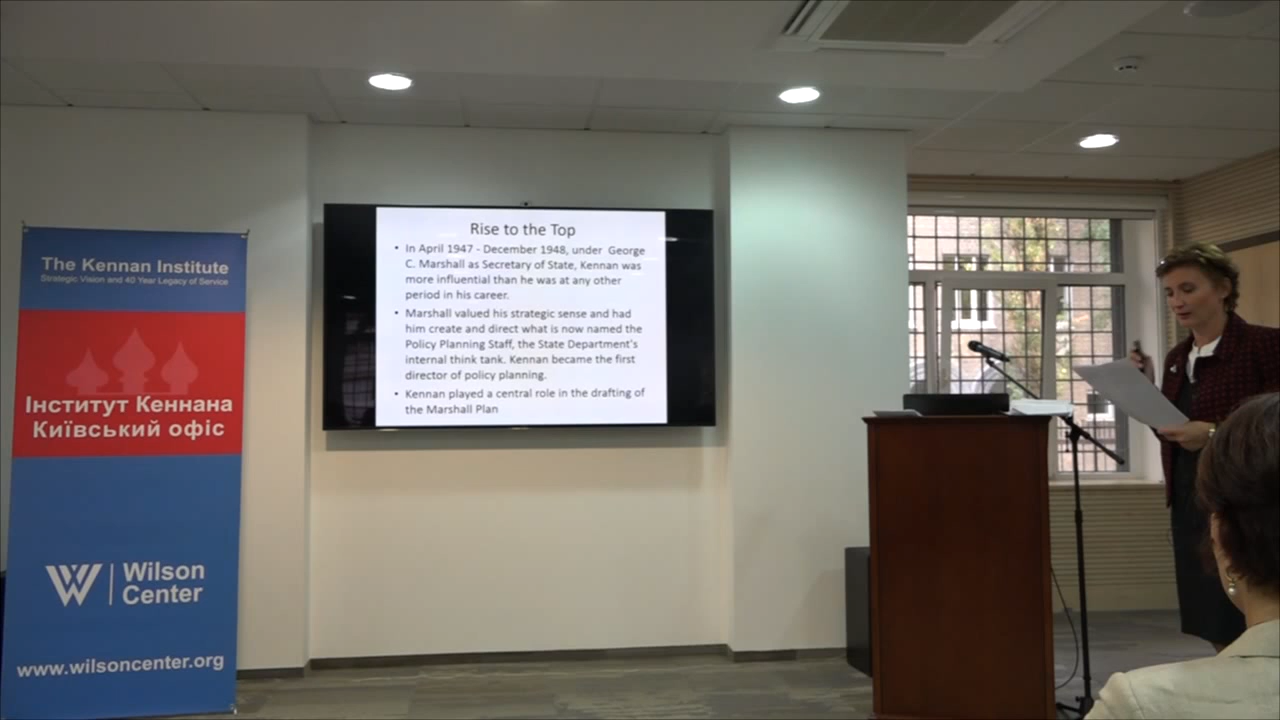 The Kennan Institute
Strategic Vision and 40 Year Legacy of Service
Інститут Кеннана
Київський офіс
W | Wilson
Center
www.wilsoncenter.org
Rise to the Top
• In April 1947 - December 1948, under George
C. Marshall as Secretary of State, Kennan was
more influential than he was at any other
period in his career.
• Marshall valued his strategic sense and had
him create and direct what is now named the
Policy Planning Staff, the State Department's
internal think tank. Kennan became the first
director of policy planning.
• Kennan played a central role in the drafting of
the Marshall Plan